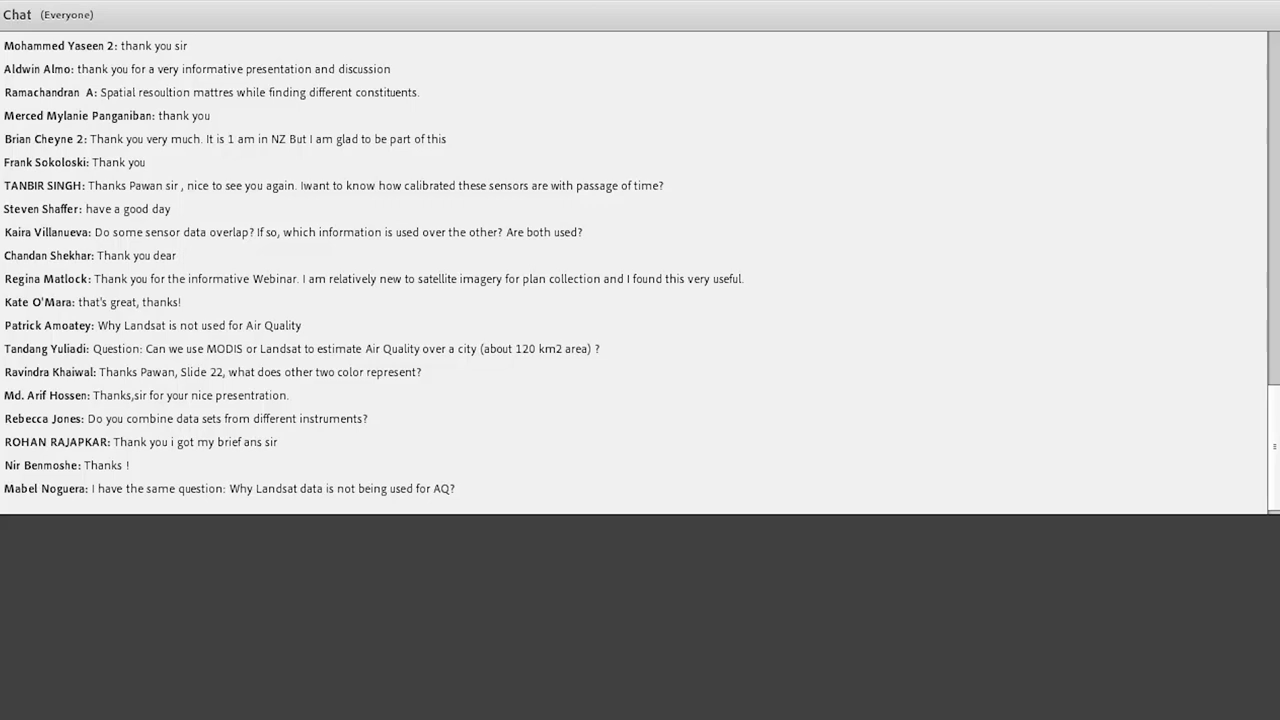 Chat (Everyone)
Mohammed Yaseen 2: thank you sir
Aldwin Almo: thank you for a very informative presentation and discussion
Ramachandran A: Spatial resoultion mattres while finding different constituents.
Merced Mylanie Panganiban: thank you
Brian Cheyne 2: Thank you very much. It is 1 am in NZ But I am glad to be part of this
Frank Sokoloski: Thank you
TANBIR SINGH: Thanks Pawan sir , nice to see you again. Iwant to know how calibrated these sensors are with passage of time?
Steven Shaffer: have a good day
Kaira Villanueva: Do some sensor data overlap? If so, which information is used over the other? Are both used?
Chandan Shekhar: Thank you dear
Regina Matlock: Thank you for the informative Webinar. I am relatively new to satellite imagery for plan collection and I found this very useful.
Kate O'Mara: that's great, thanks!
Patrick Amoatey: Why Landsat is not used for Air Quality
Tandang Yuliadi: Question: Can we use MODIS or Landsat to estimate Air Quality over a city (about 120 km2 area) ?
Ravindra Khaiwal: Thanks Pawan, Slide 22, what does other two color represent?
Md. Arif Hossen: Thanks,sir for your nice presentration.
Rebecca Jones: Do you combine data sets from different instruments?
ROHAN RAJAPKAR: Thank you i got my brief ans sir
Nir Benmoshe: Thanks !
Mabel Noguera: I have the same question: Why Landsat data is not being used for AQ?